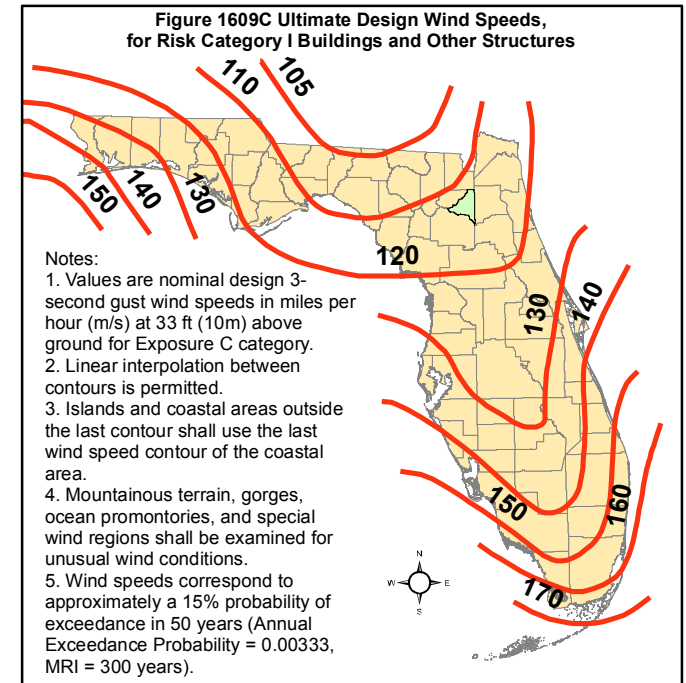 Figure 1609C Ultimate Design Wind Speeds,
for Risk Category I Buildings and Other Structures
105
110
150
140
130
120
Notes:
1. Values are nominal design 3-
second gust wind speeds in miles per
hour (m/s) at 33 ft (10m) above
ground for Exposure C category.
2. Linear interpolation between
contours is permitted.
3. Islands and coastal areas outside
the last contour shall use the last
wind speed contour of the coastal
area.
4. Mountainous terrain, gorges,
ocean promontories, and special
wind regions shall be examined for
unusual wind conditions.
5. Wind speeds correspond to
approximately a 15% probability of
exceedance in 50 years (Annual
Exceedance Probability = 0.00333,
MRI = 300 years).
130
140
150
160
170
N
W E
S